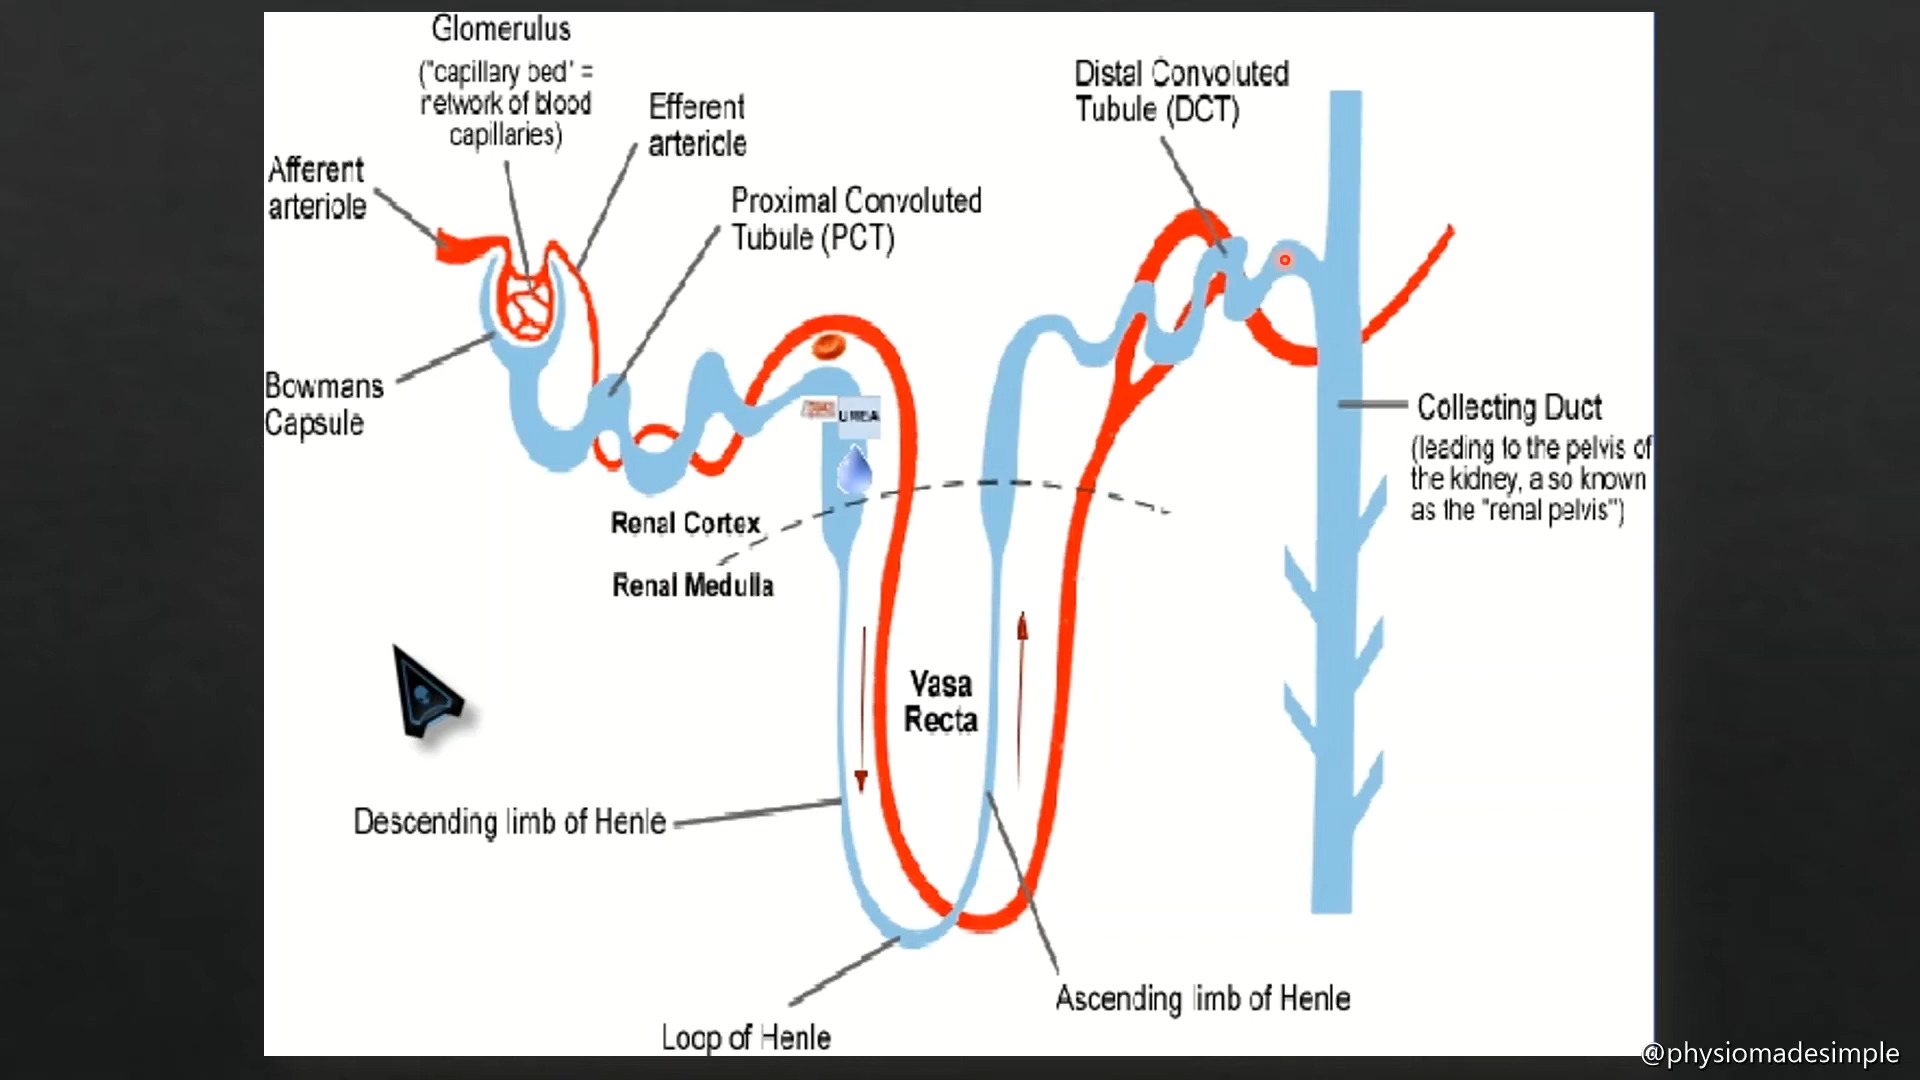 Glomerulus
("capillary bed" =
network of blood
capillaries)
Efferent
artericle
Afferent
arteriole
Proximal Convoluted
Tubule (PCT)
Distal Convoluted
Tubule (DCT)
Bowmans
Capsule
UREA
Renal Cortex
Renal Medulla
Collecting Duct
(leading to the pelvis of
the kidney, a so known
as the "renal pelvis")
Vasa
Recta
Descending limb of Henle
Ascending limb of Henle
Loop of Henle
@physiomadesimple